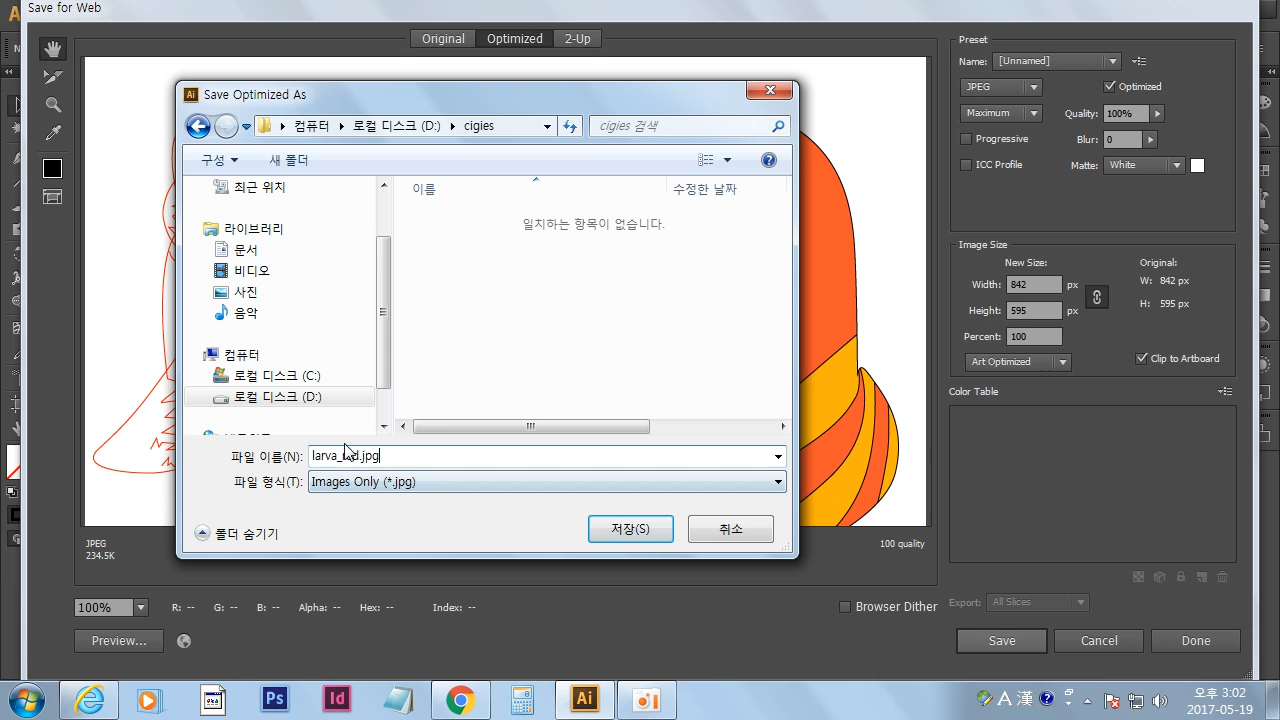 Save for Web
Original
Optimized
2-Up
Save Optimized As
컴퓨터
로컬 디스크 (D:)
cigies
cigies 검색
구성
새 폴더
최근 위치
라이브러리
문서
비디오
사진
음악
컴퓨터
로컬 디스크 (C:)
로컬 디스크 (D:)
이름
수정한 날짜
일치하는 항목이 없습니다.
파일 이름(N):
파일 형식(T): Images Only (*.jpg)
폴더 숨기기
저장(S)
취소
Preset
Name: [Unnamed]
JPEG
Optimized
Maximum
Quality: 100%
Progressive
Blur: 0
ICC Profile
Matte: White
Image Size
New Size:
Original:
Width: 842 px
W: 842 px
Height: 595 px
H: 595 px
Percent: 100
Art Optimized
Clip to Artboard
Color Table
JPEG
234.5K
100 quality
100%
R: --
G: --
B: --
Alpha: --
Hex: --
Index: --
Browser Dither
Export: All Slices
Preview...
Save
Cancel
Done
Ps
Id
Ai
A 漢
오후 3:02
2017-05-19